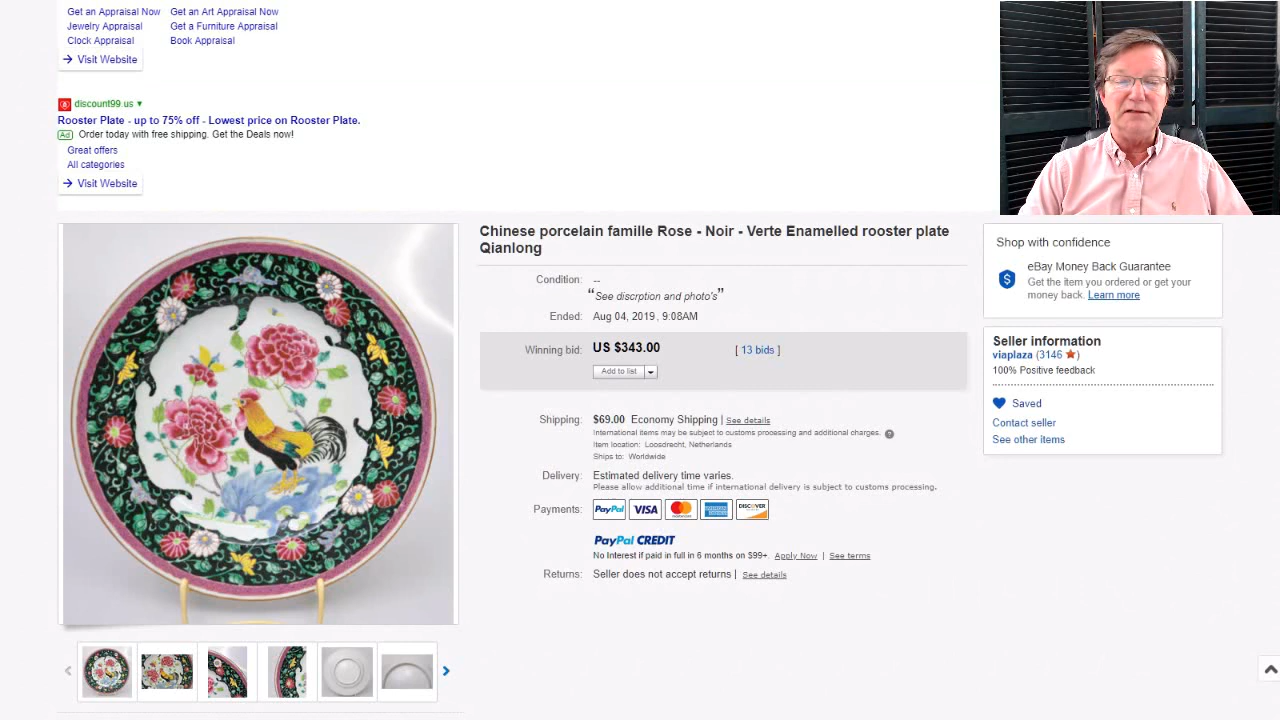 Get an Appraisal Now Get an Art Appraisal Now
Jewelry Appraisal Get a Furniture Appraisal
Clock Appraisal Book Appraisal
Visit Website
discount99.us
Rooster Plate - up to 75% off - Lowest price on Rooster Plate.
Ad Order today with free shipping. Get the Deals now!
Great offers
All categories
Visit Website
Chinese porcelain famille Rose - Noir - Verte Enamelled rooster plate
Qianlong
Condition: --
“See discrption and photo's”
Ended: Aug 04, 2019 , 9:08AM
Winning bid: US $343.00 [ 13 bids ]
Add to list
Shipping: $69.00 Economy Shipping | See details
International items may be subject to customs processing and additional charges. ?
Item location: Loosdrecht, Netherlands
Ships to: Worldwide
Delivery: Estimated delivery time varies.
Please allow additional time if international delivery is subject to customs processing.
Payments: PayPal VISA MasterCard DISCOVER
PayPal CREDIT
No Interest if paid in full in 6 months on $99+. Apply Now | See terms
Returns: Seller does not accept returns | See details
Shop with confidence
eBay Money Back Guarantee
Get the item you ordered or get your
money back. Learn more
Seller information
viaplaza (3146 )
100% Positive feedback
Saved
Contact seller
See other items